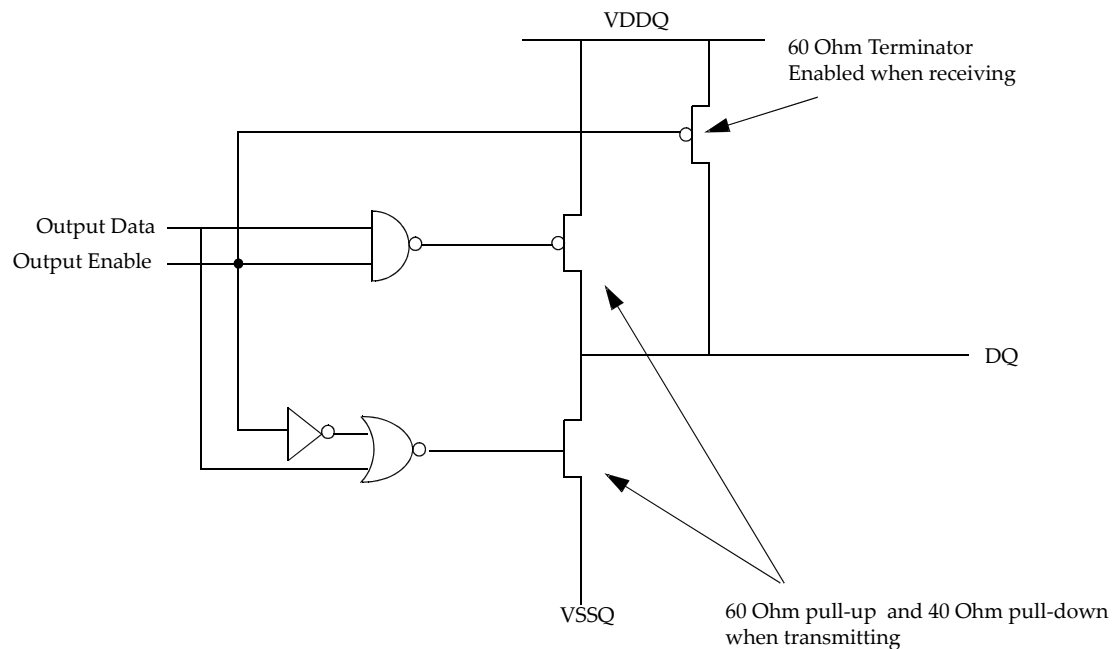 VDDQ
60 Ohm Terminator
Enabled when receiving
Output Data
Output Enable
DQ
VSSQ
60 Ohm pull-up and 40 Ohm pull-down
when transmitting